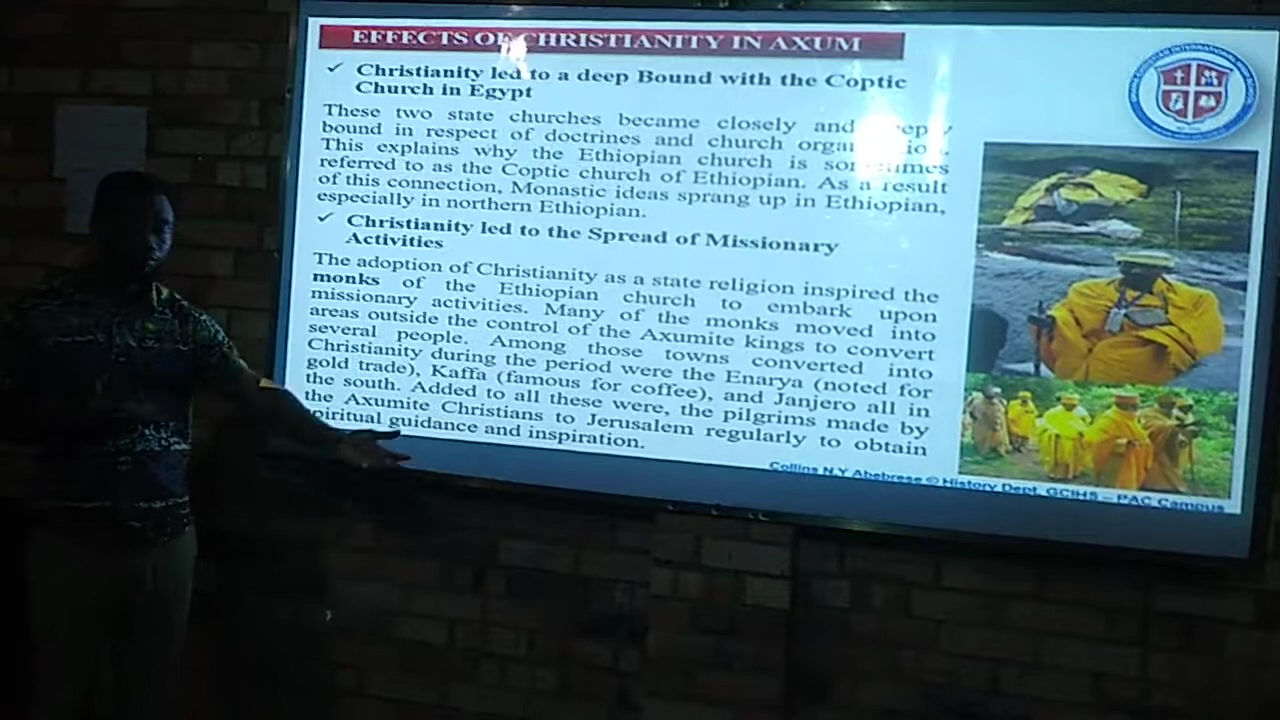 EFFECTS OF CHRISTIANITY IN AXUM
✓ Christianity led to a deep Bound with the Coptic
Church in Egypt
These two state churches became closely and
bound in respect of doctrines and church
This explains why the Ethiopian church is sometimes
referred to as the Coptic church of Ethiopian. As a result
of this connection, Monastic ideas sprang up in Ethiopian,
especially in northern Ethiopian.
✓ Christianity led to the Spread of Missionary
Activities
The adoption of Christianity as a state religion inspired the
monks of the Ethiopian church to embark upon
missionary activities. Many of the monks moved into
areas outside the control of the Axumite kings to convert
several people. Among those towns converted into
Christianity during the period were the Enarya (noted for
gold trade), Kaffa (famous for coffee), and Janjero all in
the south. Added to all these were, the pilgrims made by
the Axumite Christians to Jerusalem regularly to obtain
spiritual guidance and inspiration.
Collins N.Y Abebrese © History Dept. GCIHS – PAC Campus